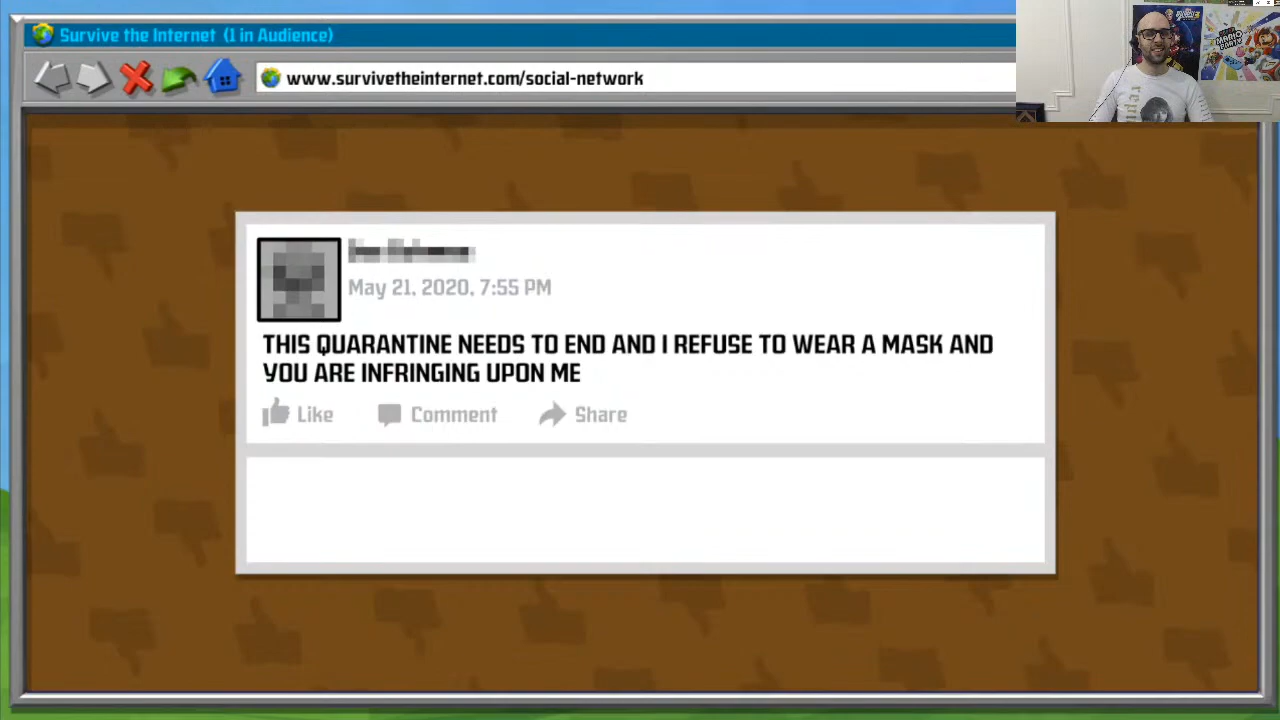 Survive the Internet (1 in Audience)
www.survivetheinternet.com/social-network
May 21, 2020, 7:55 PM
THIS QUARANTINE NEEDS TO END AND I REFUSE TO WEAR A MASK AND
YOU ARE INFRINGING UPON ME
Like Comment Share